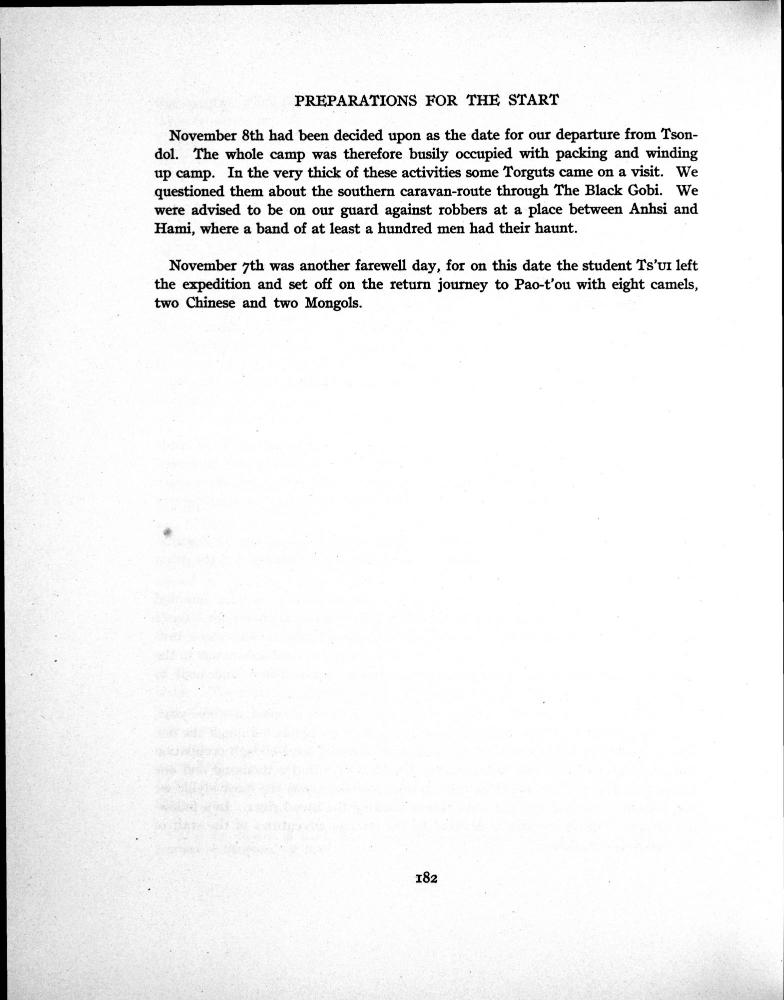 PREPARATIONS FOR THE START
November 8th had been decided upon as the date for our departure from Tson-
dol. The whole camp was therefore busily occupied with packing and winding
up camp. In the very thick of these activities some Torguts came on a visit. We
questioned them about the southern caravan-route through The Black Gobi. We
were advised to be on our guard against robbers at a place between Anhsi and
Hami, where a band of at least a hundred men had their haunt.
November 7th was another farewell day, for on this date the student Ts'ui left
the expedition and set off on the return journey to Pao-t'ou with eight camels,
two Chinese and two Mongols.
182